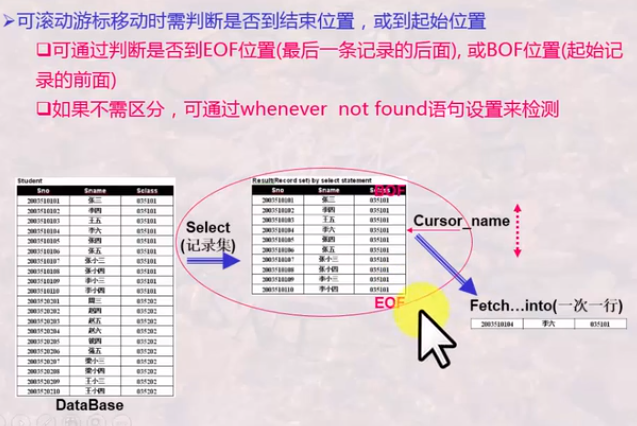 ➢可滚动游标移动时需判断是否到结束位置，或到起始位置
❑可通过判断是否到EOF位置(最后一条记录的后面), 或BOF位置(起始记
录的前面)
❑如果不需区分，可通过whenever not found语句设置来检测
Student
Sno Sname Sclass
2003510101 张三 035101
2003510102 李四 035101
2003510103 王五 035101
2003510104 李六 035101
2003510105 张四 035101
2003510106 张五 035101
2003510107 张小三 035101
2003510108 张小四 035101
2003510109 李小三 035101
2003510110 李小四 035101
2003520201 周三 035202
2003520202 赵四 035202
2003520203 赵五 035202
2003520204 赵六 035202
2003520205 035202
2003520206 035202
2003520207 小三 035202
2003520208 小四 035202
2003520209 王小三 035202
2003520210 王小四 035202
DataBase
Select
(记录集)
Result(Record set) by select statement
Sno Sname Sclass
BOF
2003510101 张三 035101
2003510102 李四 035101
2003510103 王五 035101
2003510104 李六 035101
2003510105 张四 035101
2003510106 张五 035101
2003510107 张小三 035101
2003510108 张小四 035101
2003510109 李小三 035101
2003510110 李小四 035101
EOF
Cursor_name
Fetch...into(一次一行)
2003510104 李六 035101